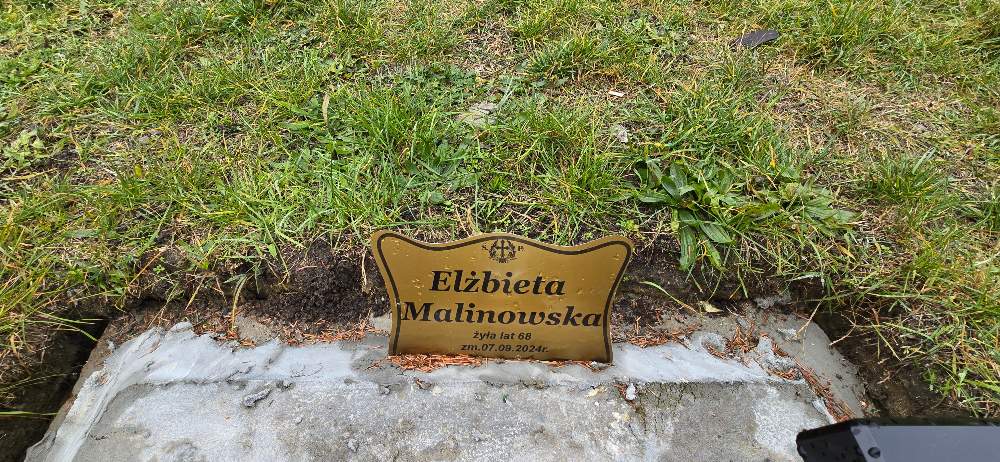 Ś P
Elżbieta
Malinowska
żyła lat 68
zm.07.09.2024r.